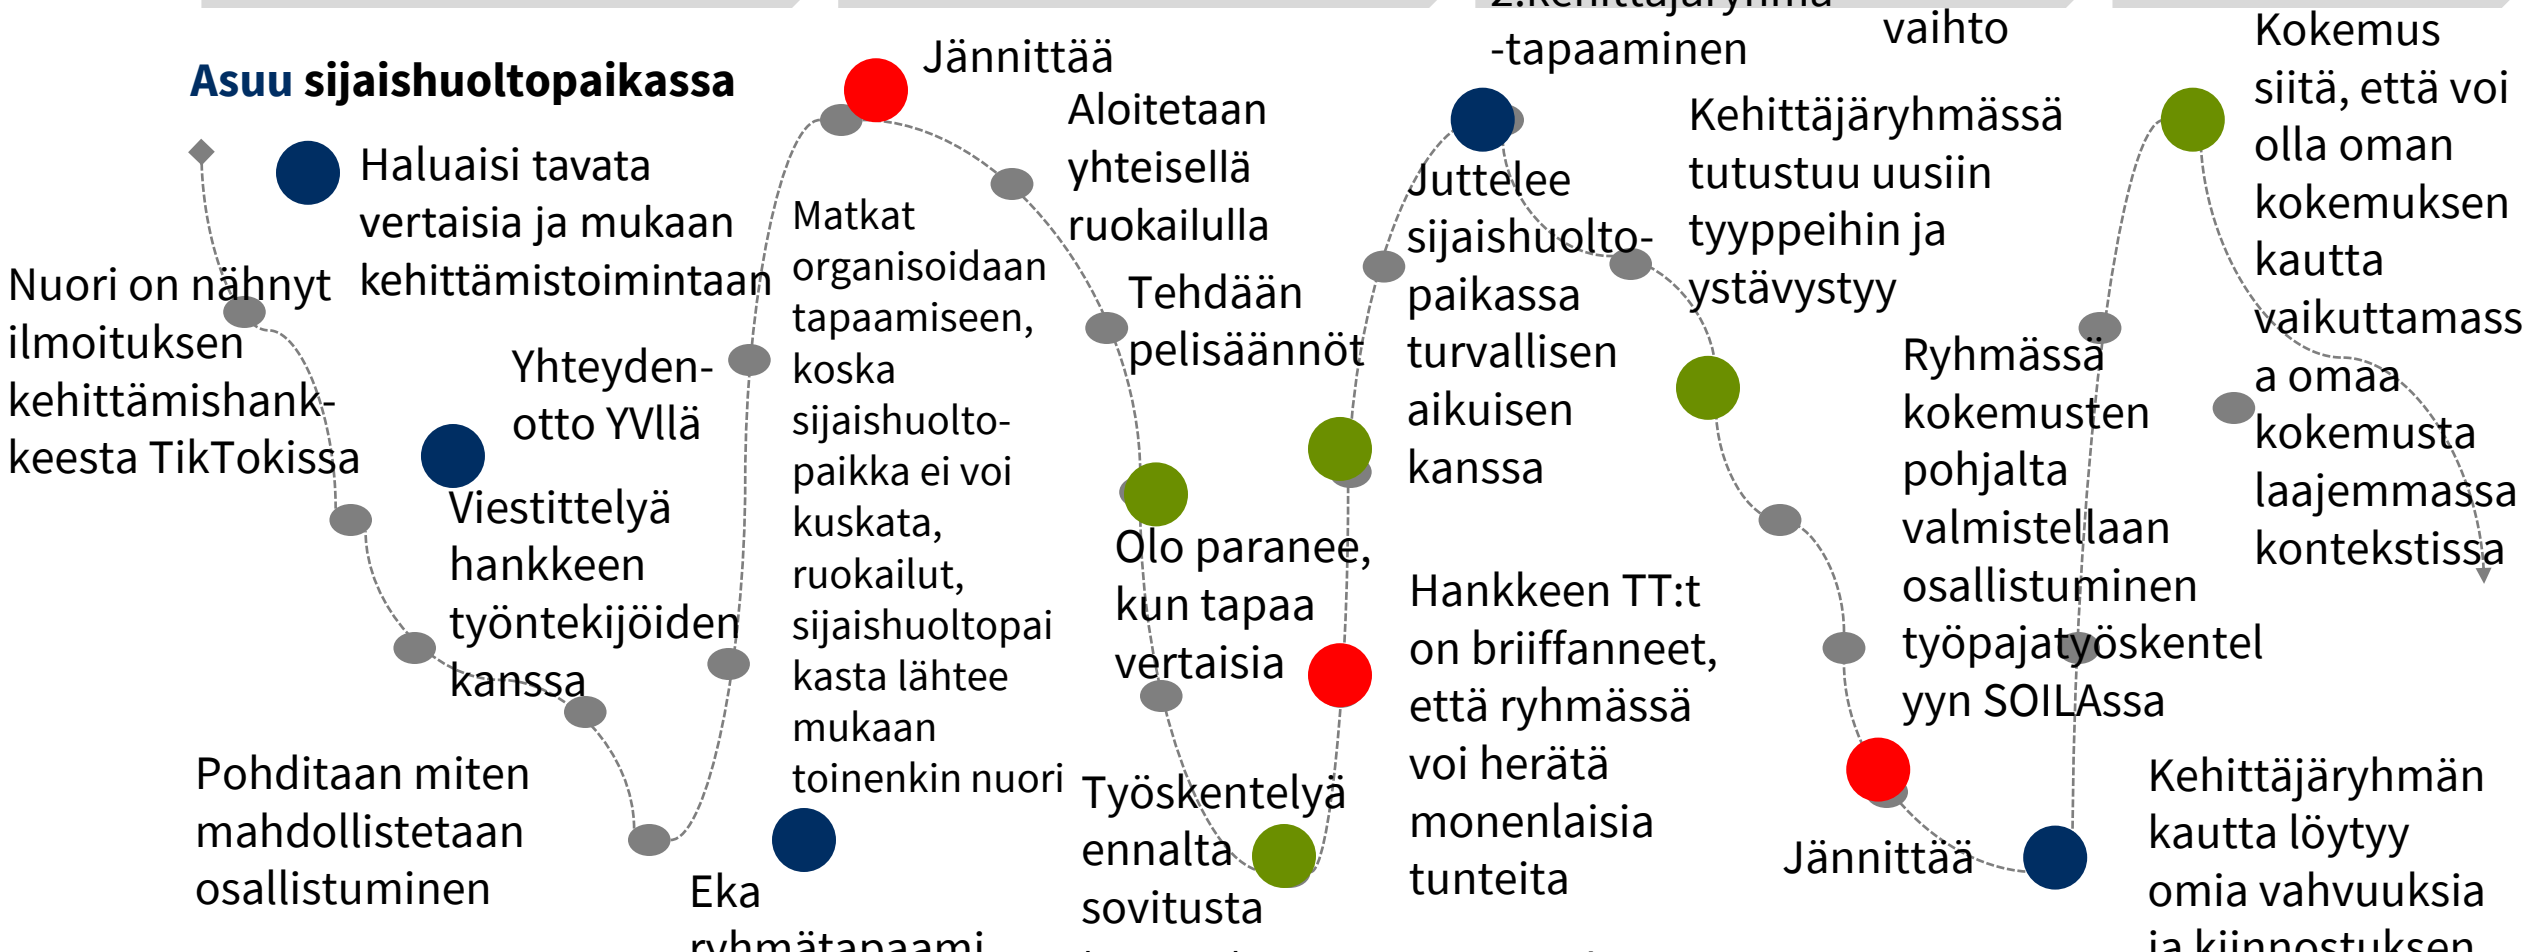 Asuu sijaishuoltopaikassa
Haluaisi tavata
vertaisia ja mukaan
kehittämistoimintaan
Nuori on nähnyt
ilmoituksen
kehittämishank-
keesta TikTokissa
Yhteyden-
otto YVllä
Viestittelyä
hankkeen
työntekijöiden
kanssa
Pohditaan miten
mahdollistetaan
osallistuminen
Eka
ryhmätapaami
Jännittää
Matkat
organisoidaan
tapaamiseen,
koska
sijaishuolto-
paikka ei voi
kuskata,
ruokailut,
sijaishuoltopai
kasta lähtee
mukaan
toinenkin nuori
Aloitetaan
yhteisellä
ruokailulla
Tehdään
pelisäännöt
Olo paranee,
kun tapaa
vertaisia
Työskentelyä
ennalta
sovitusta
2.kehittäjäryhmä
-tapaaminen
Juttelee
sijaishuolto-
paikassa
turvallisen
aikuisen
kanssa
Hankkeen TT:t
on briiffanneet,
että ryhmässä
voi herätä
monenlaisia
tunteita
vaihto
Kehittäjäryhmässä
tutustuu uusiin
tyyppeihin ja
ystävystyy
Jännittää
Ryhmässä
kokemusten
pohjalta
valmistellaan
osallistuminen
työpajatyöskentel
yyn SOILAssa
Kokemus
siitä, että voi
olla oman
kokemuksen
kautta
vaikuttamass
a omaa
kokemusta
laajemmassa
kontekstissa
Kehittäjäryhmän
kautta löytyy
omia vahvuuksia
ja kiinnostuksen